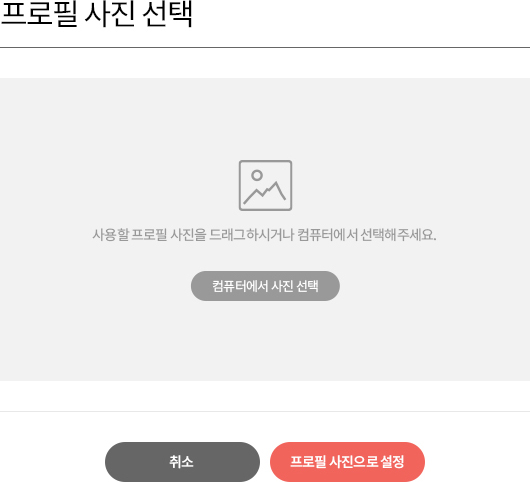 프로필 사진 선택
사용할 프로필 사진을 드래그하시거나 컴퓨터에서 선택해주세요.
컴퓨터에서 사진 선택
취소
프로필 사진으로 설정